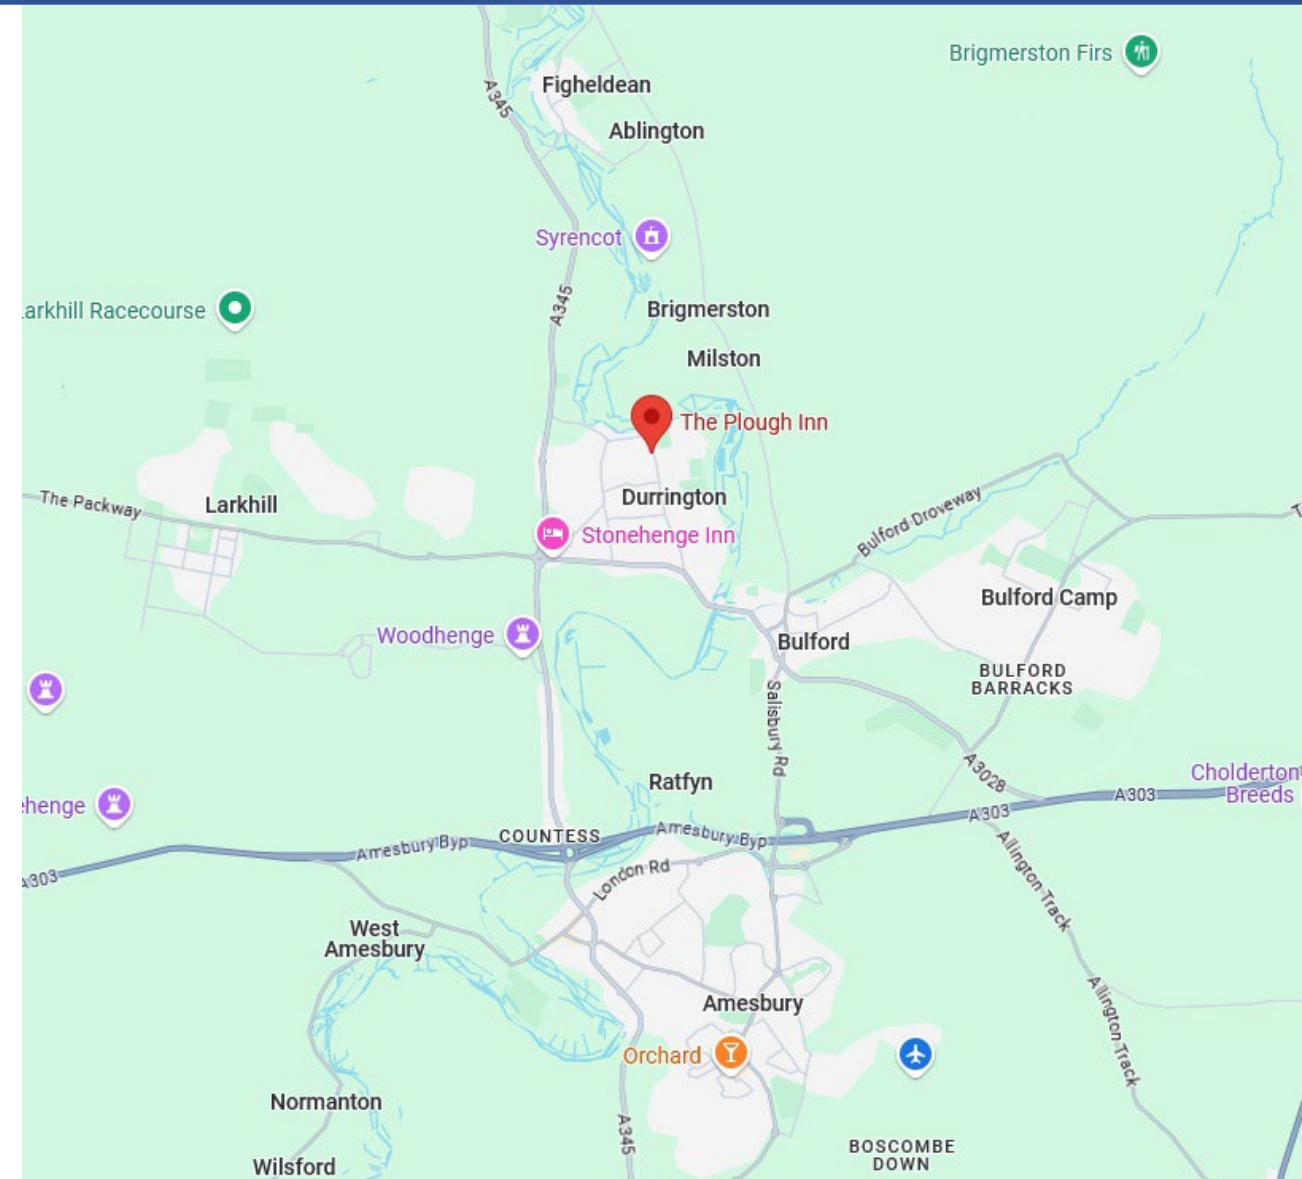 Brigmerston Firs
Figheldean
A345
Ablington
Syrencot
A345
Brigmerston
arkhill Racecourse
Milston
The Plough Inn
The Packway
Larkhill
Durrington
Bulford Droveway
Stonehenge Inn
Bulford Camp
Woodhenge
Bulford
BULFORD
BARRACKS
Salisbury Rd
Ratfyn
A3028
Cholderton
Breeds
A303
henge
A303
COUNTESS
Amesbury Byp
Amesbury Byp
A303
London Rd
Allington Track
West
Amesbury
Allington Track
Amesbury
Orchard
Normanton
A345
BOSCOMBE
DOWN
Wilsford